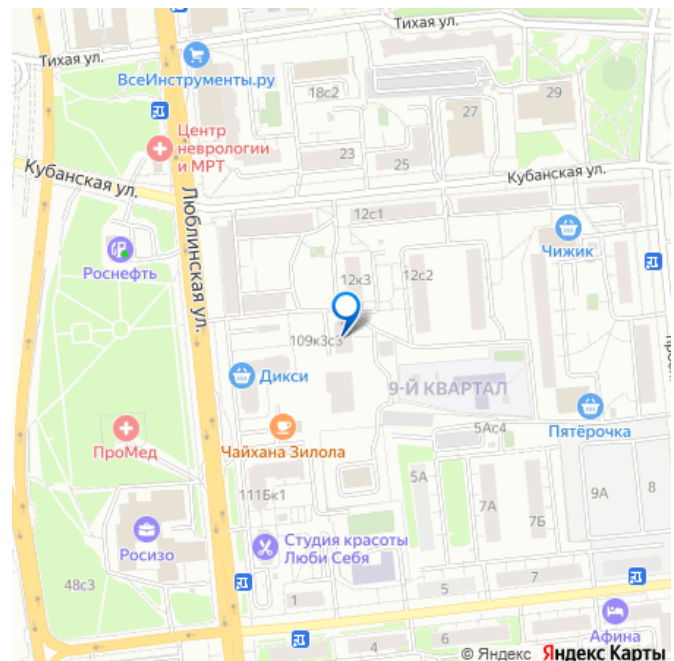 Тихая ул.
Тихая ул.
ВсеИнструменты.ру
18с2
27
29
Центр
неврологии
и МРТ
23
25
Кубанская ул.
Кубанская ул.
Люблинская ул.
12с1
Чижик
Роснефть
12к3
12с2
109к3с3
Дикси
9-Й КВАРТАЛ
ПроМед
Чайхана Зилола
5Ас4
Пятёрочка
111Бк1
5А
7А
7Б
9А
8
Росизо
Студия красоты
Люби Себя
48с3
1
5
7
4
6
Афина
© Яндекс Яндекс Карты